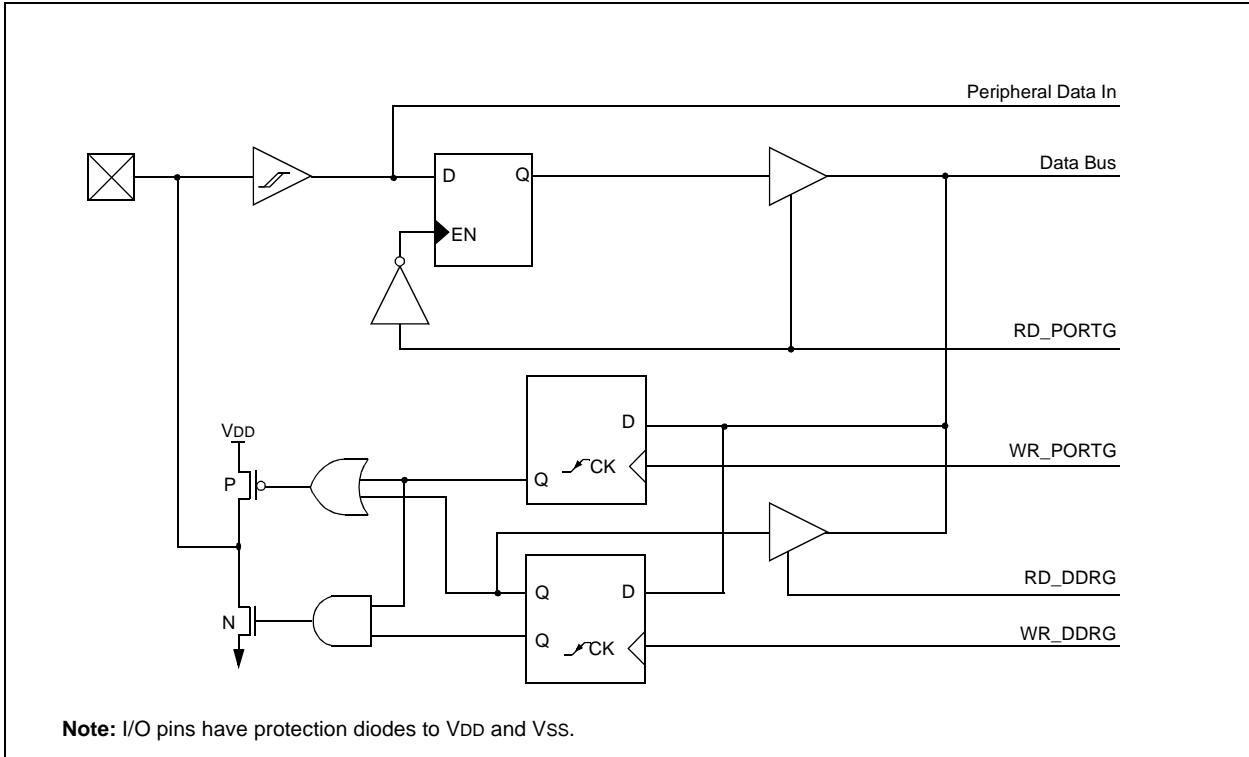 Peripheral Data In
Data Bus
D
Q
EN
RD_PORTG
D
VDD
WR_PORTG
P
Q
CK
RD_DDRG
Q
D
N
WR_DDRG
Q
CK
Note: I/O pins have protection diodes to VDD and VSS.